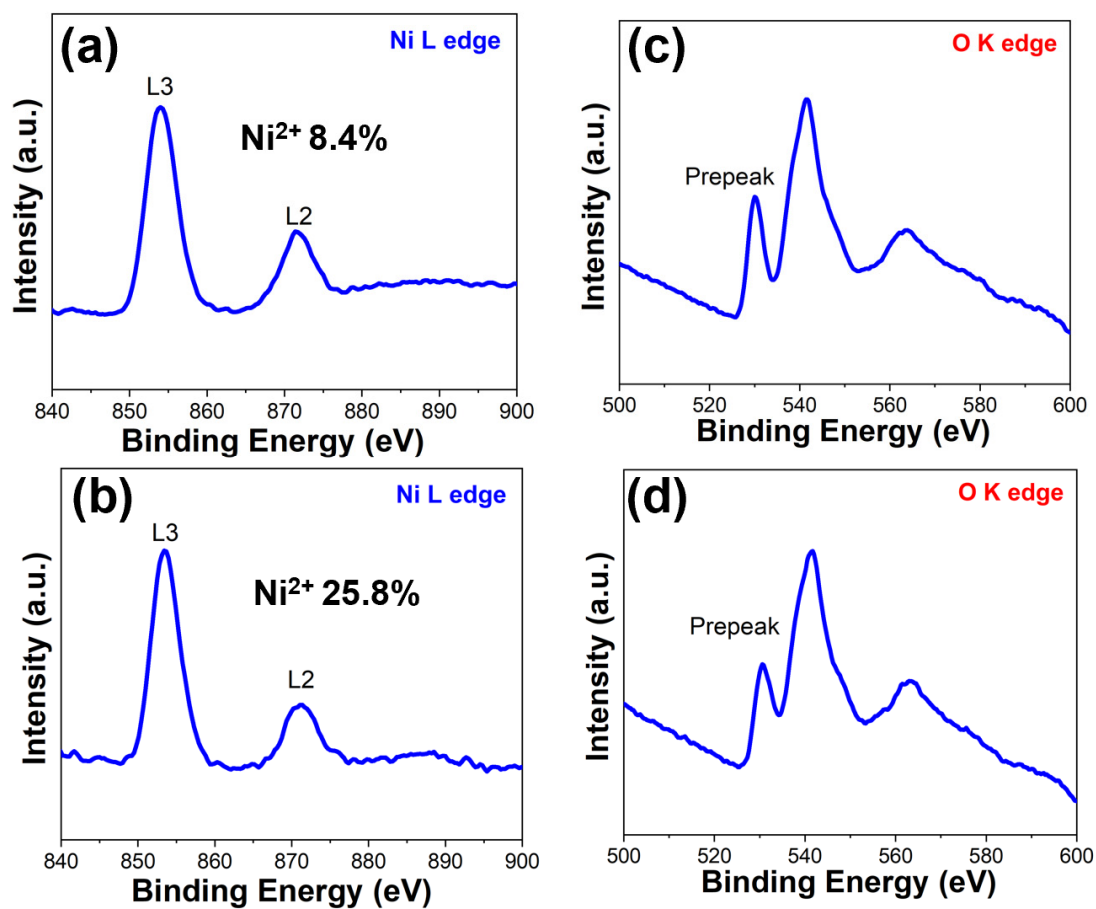 (a)
Ni L edge
L3
Ni²⁺ 8.4%
L2
Intensity (a.u.)
840 850 860 870 880 890 900
Binding Energy (eV)
(c)
O K edge
Prepeak
Intensity (a.u.)
500 520 540 560 580 600
Binding Energy (eV)
(b)
Ni L edge
L3
Ni²⁺ 25.8%
L2
Intensity (a.u.)
840 850 860 870 880 890 900
Binding Energy (eV)
(d)
O K edge
Prepeak
Intensity (a.u.)
500 520 540 560 580 600
Binding Energy (eV)